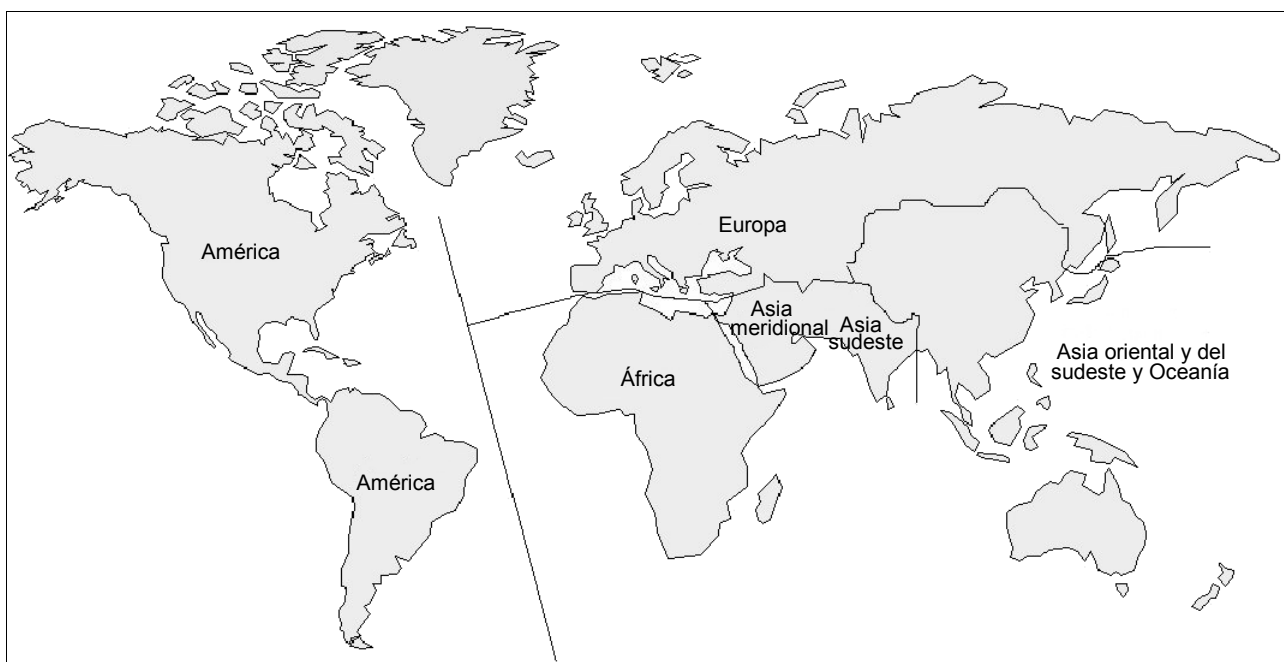 Europa
América
Asia
meridional
Asia
sudeste
Asia oriental y del
sudeste y Oceanía
África
América